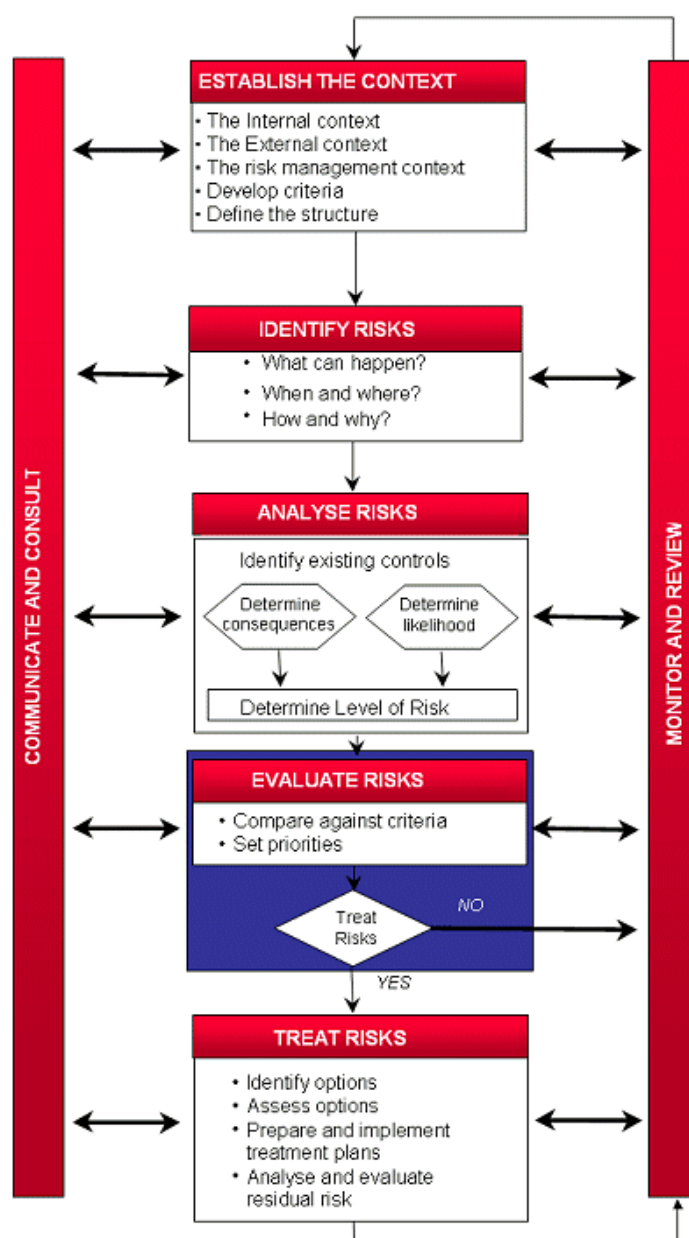 ESTABLISH THE CONTEXT
• The Internal context
• The External context
• The risk management context
• Develop criteria
• Define the structure
IDENTIFY RISKS
• What can happen?
• When and where?
• How and why?
ANALYSE RISKS
Identify existing controls
Determine
consequences
Determine
likelihood
Determine Level of Risk
EVALUATE RISKS
• Compare against criteria
• Set priorities
Treat
Risks
NO
YES
TREAT RISKS
• Identify options
• Assess options
• Prepare and implement
treatment plans
• Analyse and evaluate
residual risk
COMMUNICATE AND CONSULT
MONITOR AND REVIEW